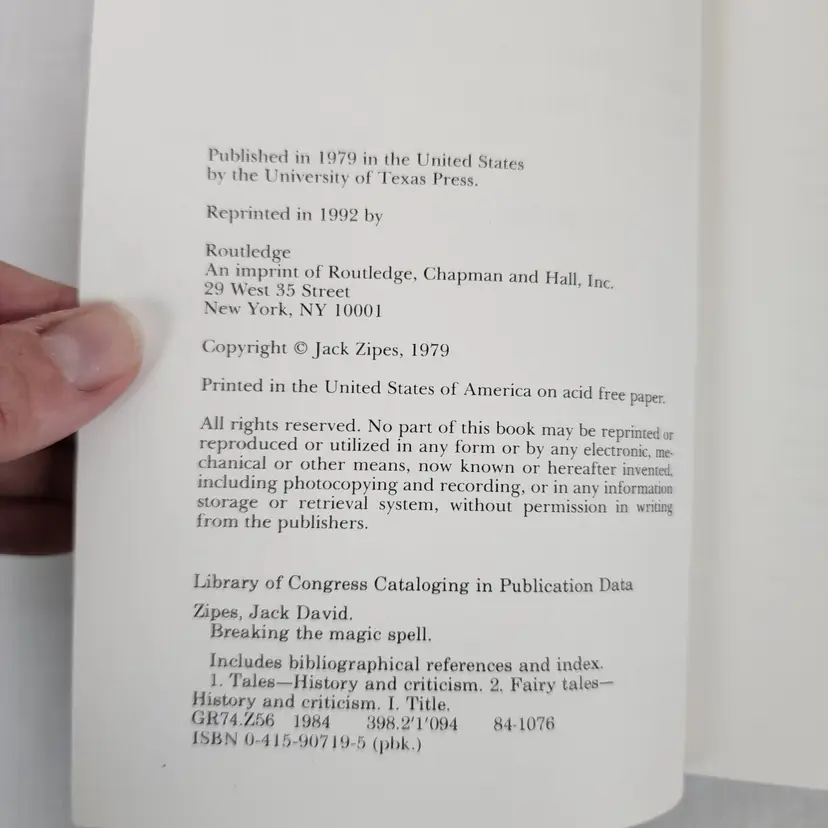 Published in 1979 in the United States
by the University of Texas Press.
Reprinted in 1992 by
Routledge
An imprint of Routledge, Chapman and Hall, Inc.
29 West 35 Street
New York, NY 10001
Copyright © Jack Zipes, 1979
Printed in the United States of America on acid free paper.
All rights reserved. No part of this book may be reprinted or
reproduced or utilized in any form or by any electronic, me-
chanical or other means, now known or hereafter invented,
including photocopying and recording, or in any information
storage or retrieval system, without permission in writing
from the publishers.
Library of Congress Cataloging in Publication Data
Zipes, Jack David.
Breaking the magic spell.
Includes bibliographical references and index.
1. Tales—History and criticism. 2. Fairy tales—
History and criticism. I. Title.
GR74.Z56 1984 398.2'1'094 84-1076
ISBN 0-415-90719-5 (pbk.)